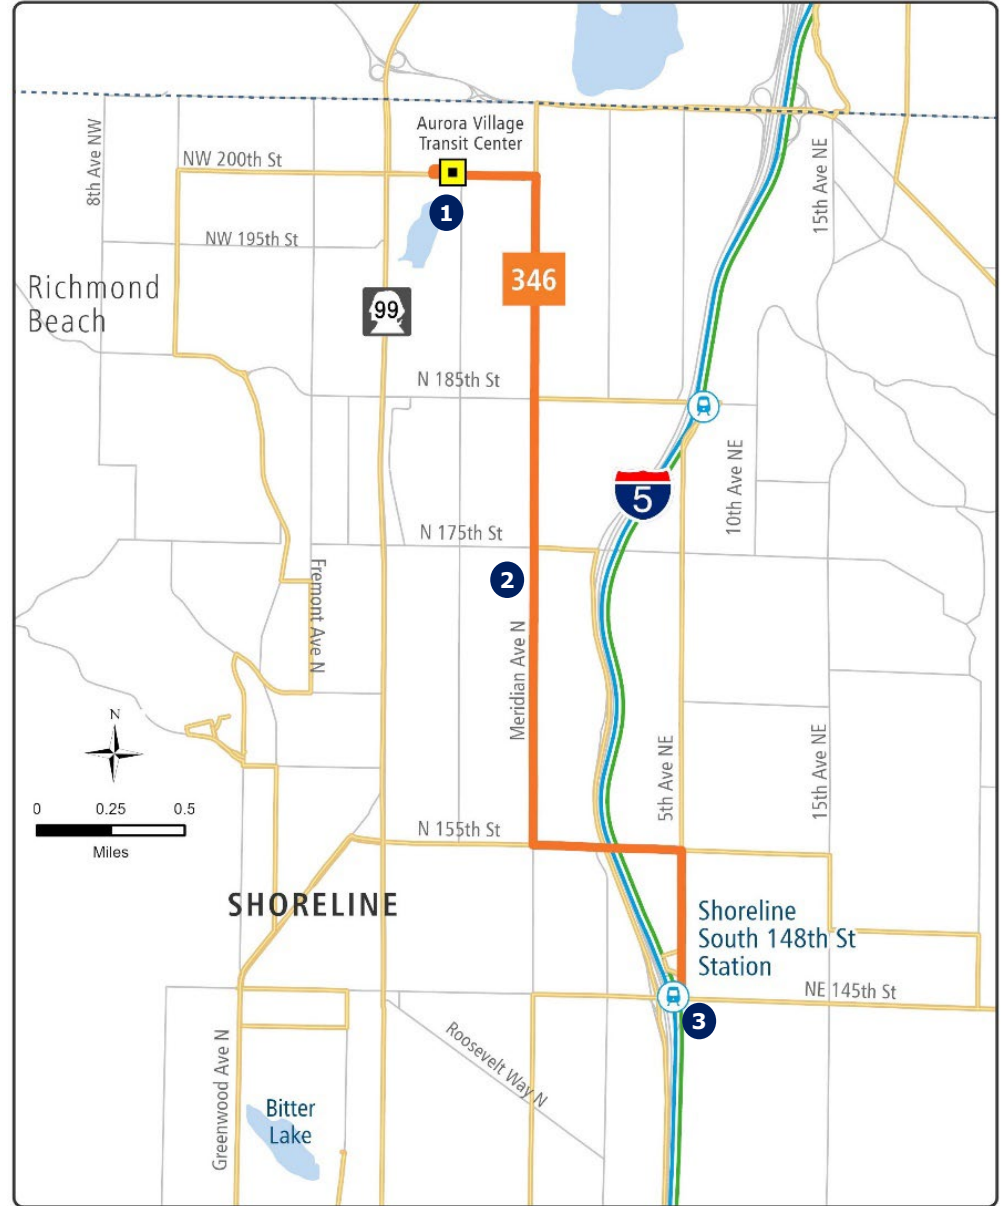 Aurora Village
Transit Center
8th Ave NW
NW 200th St
15th Ave NE
1
NW 195th St
Richmond
Beach
346
99
N 185th St
5
10th Ave NE
N 175th St
Fremont Ave N
2
Meridian Ave N
N
0 0.25 0.5
Miles
5th Ave NE
15th Ave NE
N 155th St
SHORELINE
Shoreline
South 148th St
Station
NE 145th St
3
Roosevelt Way N
Greenwood Ave N
Bitter
Lake